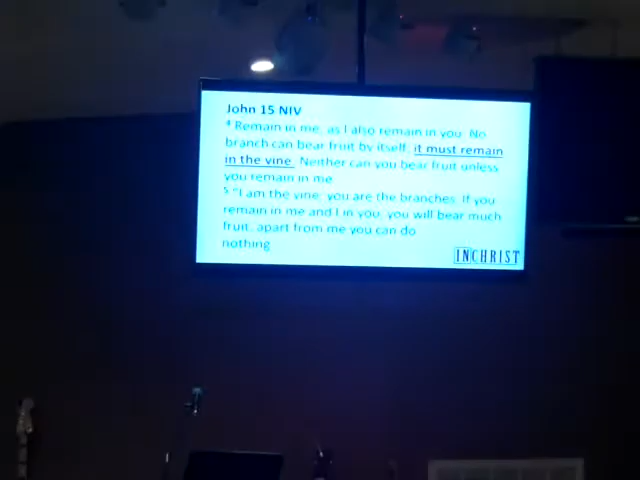 John 15 NIV
4 Remain in me, as I also remain in you. No
branch can bear fruit by itself; it must remain
in the vine. Neither can you bear fruit unless
you remain in me.
5 "I am the vine; you are the branches. If you
remain in me and I in you, you will bear much
fruit; apart from me you can do
nothing.
INCHRIST